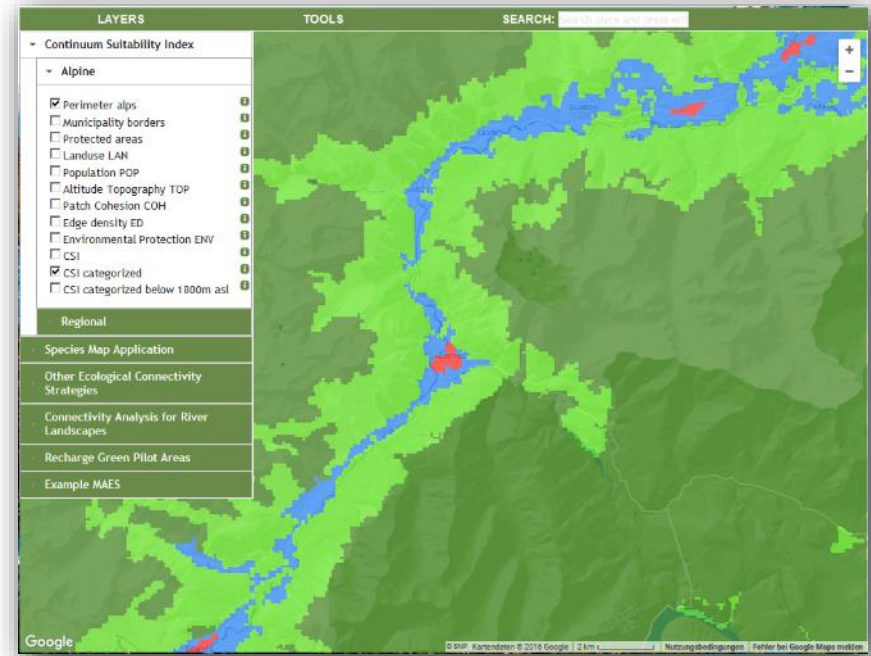 LAYERS
TOOLS
SEARCH:
Continuum Suitability Index
Alpine
Perimeter alps
Municipality borders
Protected areas
Landuse LAN
Population POP
Altitude Topography TOP
Patch Cohesion COH
Edge density ED
Environmental Protection ENV
CSI
CSI categorized
CSI categorized below 1800m asl
Regional
Species Map Application
Other Ecological Connectivity
Strategies
Connectivity Analysis for River
Landscapes
Recharge Green Pilot Areas
Example MAES
+
−
Google
© SNP Kartendaten © 2016 Google
2 km
Nutzungsbedingungen
Fehler bei Google Maps melden